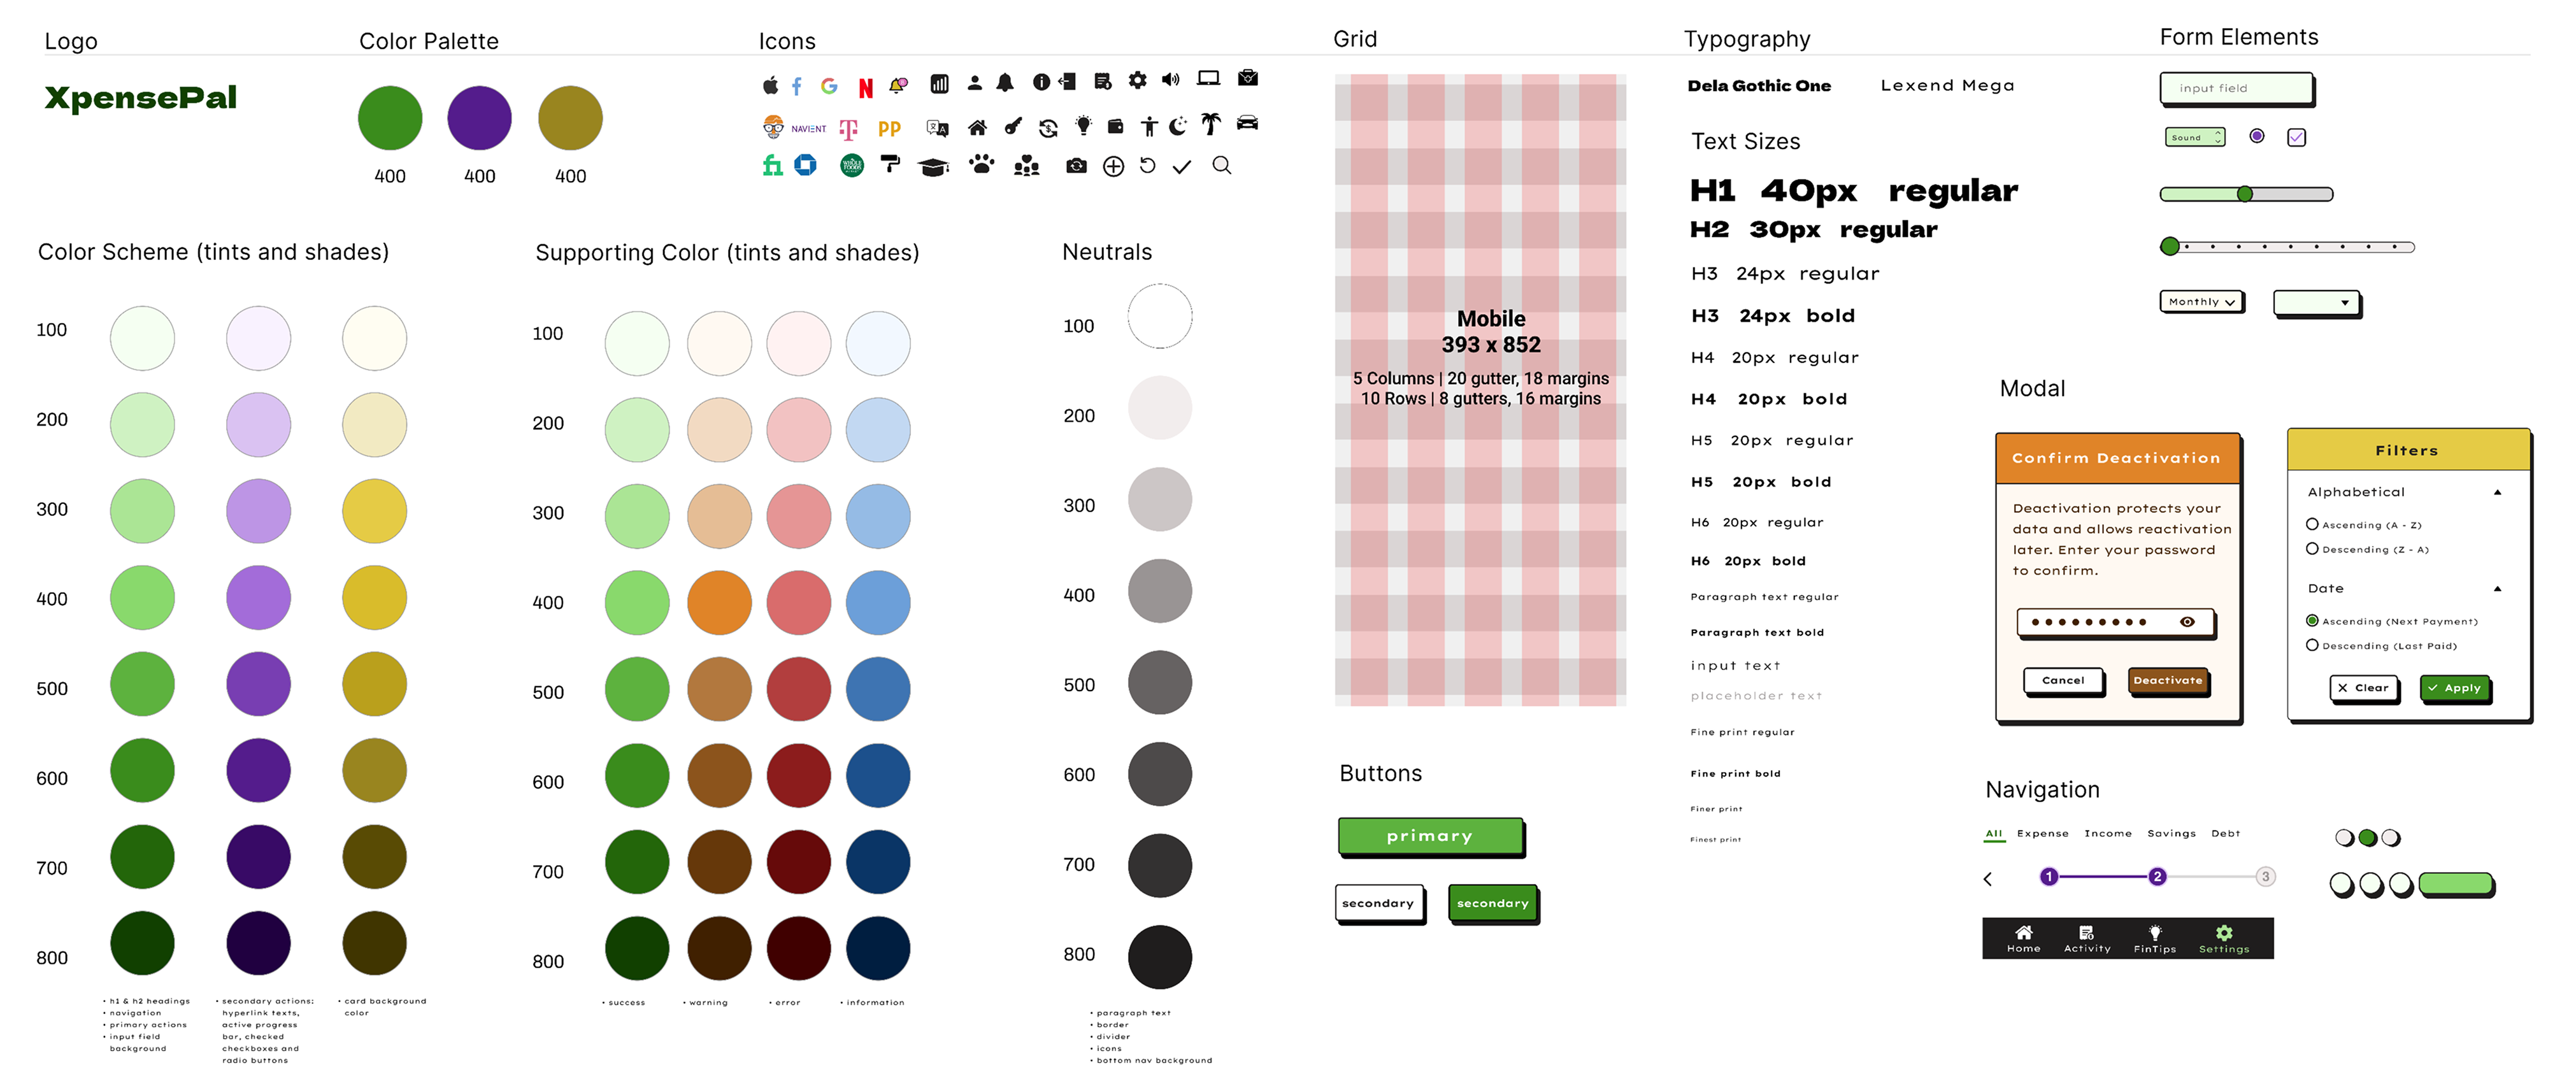 Logo
XpensePal
Color Palette
400
400
400
Icons
N
NAVIENT
T
PP
A
WHOLE
FOODS
Color Scheme (tints and shades)
100
200
300
400
500
600
700
800
• h1 & h2 headings
• navigation
• primary actions
• input field
background
• secondary actions:
hyperlink texts,
active progress
bar, checked
checkboxes and
radio buttons
• card background
color
Supporting Color (tints and shades)
100
200
300
400
500
600
700
800
• success
• warning
• error
• information
Neutrals
100
200
300
400
500
600
700
800
• paragraph text
• border
• divider
• icons
• bottom nav background
Grid
Mobile
393 x 852
5 Columns | 20 gutter, 18 margins
10 Rows | 8 gutters, 16 margins
Buttons
primary
secondary
secondary
Typography
Dela Gothic One
Lexend Mega
Text Sizes
H1 40px regular
H2 30px regular
H3 24px regular
H3 24px bold
H4 20px regular
H4 20px bold
H5 20px regular
H5 20px bold
H6 20px regular
H6 20px bold
Paragraph text regular
Paragraph text bold
input text
placeholder text
Fine print regular
Fine print bold
Finer print
Finest print
Form Elements
input field
Sound
Monthly
Modal
Confirm Deactivation
Deactivation protects your
data and allows reactivation
later. Enter your password
to confirm.
Cancel
Deactivate
Filters
Alphabetical
Ascending (A - Z)
Descending (Z - A)
Date
Ascending (Next Payment)
Descending (Last Paid)
Clear
Apply
Navigation
All
Expense
Income
Savings
Debt
1
2
3
Home
Activity
FinTips
Settings